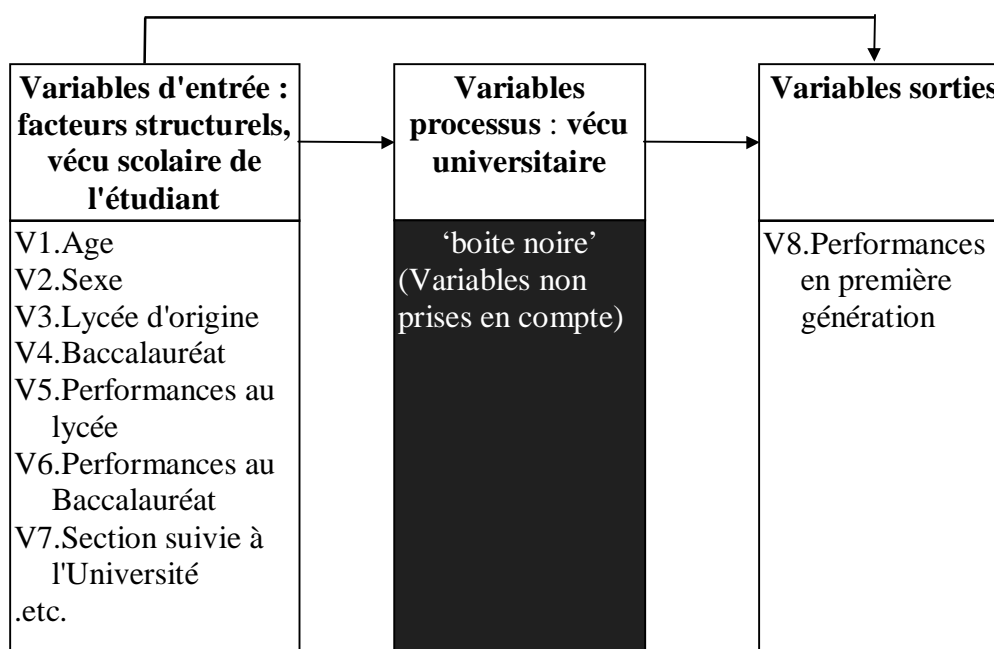 Variables d'entrée :
facteurs structurels,
vécu scolaire de
l'étudiant
V1.Age
V2.Sexe
V3.Lycée d'origine
V4.Baccalauréat
V5.Performances au
lycée
V6.Performances au
Baccalauréat
V7.Section suivie à
l'Université
.etc.
Variables
processus : vécu
universitaire
‘boite noire’
(Variables non
prises en compte)
Variables sorties
V8.Performances
en première
génération